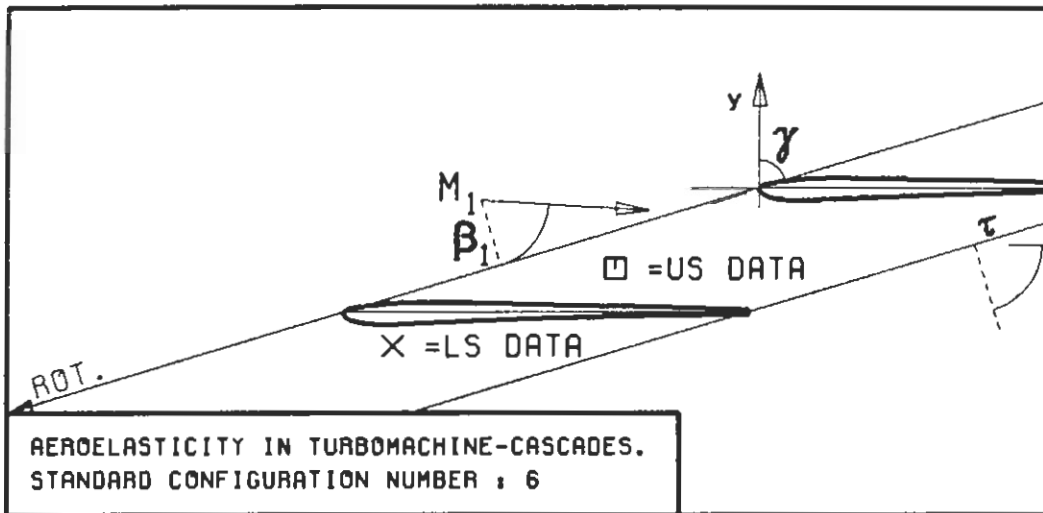 y
γ
M₁
β₁
τ
□ =US DATA
× =LS DATA
ROT.
AEROELASTICITY IN TURBOMACHINE-CASCADES.
STANDARD CONFIGURATION NUMBER : 6